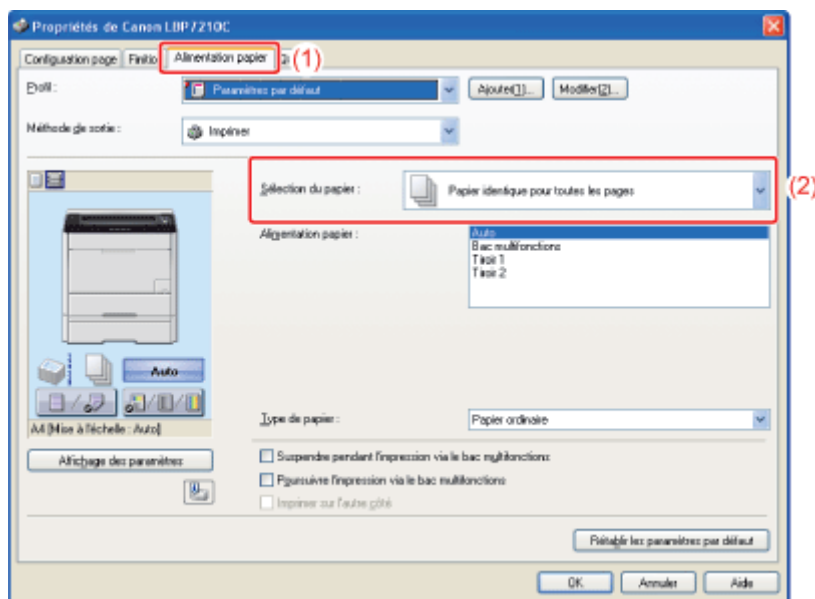 Propriétés de Canon LBP7210C
Configuration page Finitio Alimentation papier (1)
Profil : Paramètres par défaut Ajouter[1]... Modifier[2]...
Méthode de sortie : Imprimer
Sélection du papier : Papier identique pour toutes les pages (2)
Alimentation papier : Auto
Bac multifonctions
Tiroir 1
Tiroir 2
Auto
Type de papier : Papier ordinaire
A4 [Mise à l'échelle : Auto]
Affichage des paramètres
Suspendre pendant l'impression via le bac multifonctions
Poursuivre l'impression via le bac multifonctions
Imprimer sur l'autre côté
Rétablir les paramètres par défaut
OK Annuler Aide